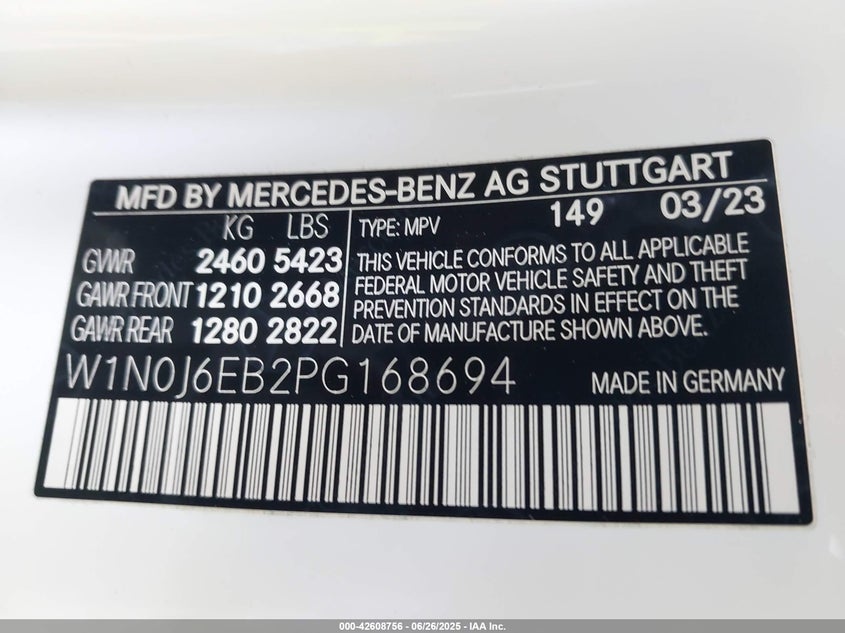 MFD BY MERCEDES-BENZ AG STUTTGART
KG LBS
GVWR 2460 5423
GAWR FRONT 1210 2668
GAWR REAR 1280 2822
TYPE: MPV 149 03/23
THIS VEHICLE CONFORMS TO ALL APPLICABLE
FEDERAL MOTOR VEHICLE SAFETY AND THEFT
PREVENTION STANDARDS IN EFFECT ON THE
DATE OF MANUFACTURE SHOWN ABOVE.
W1N0J6EB2PG168694 MADE IN GERMANY
000-42608756 - 06/26/2025 - IAA Inc.